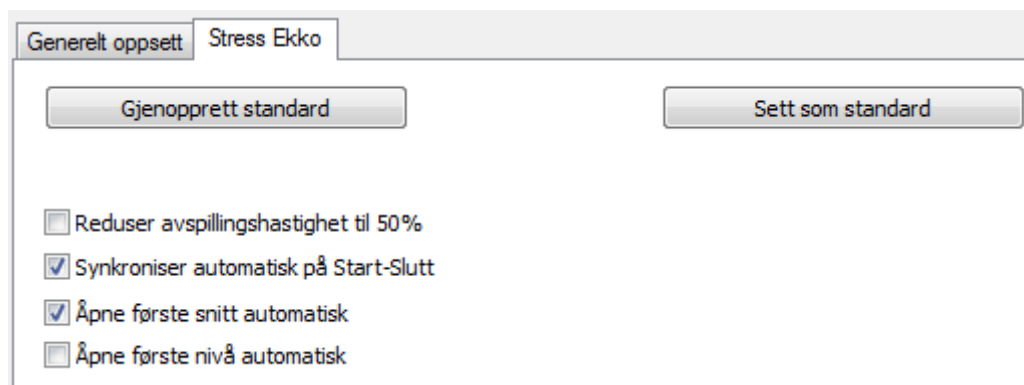 Generelt oppsett Stress Ekko
Gjenopprett standard Sett som standard
Reduser avspillingshastighet til 50%
Synkroniser automatisk på Start-Slutt
Åpne første snitt automatisk
Åpne første nivå automatisk